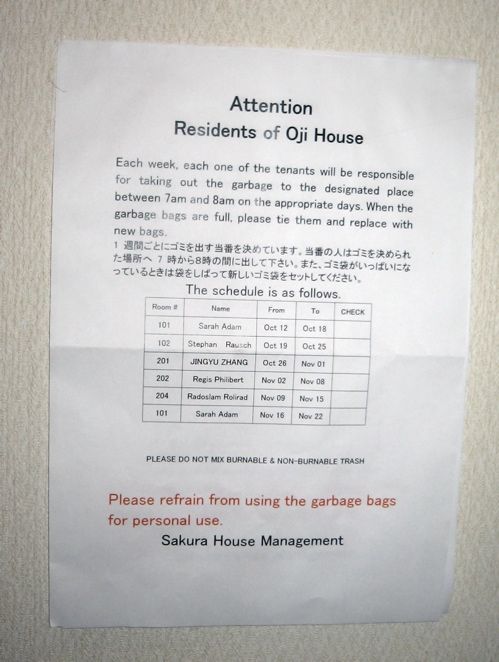 Attention
Residents of Oji House
Each week, each one of the tenants will be responsible
for taking out the garbage to the designated place
between 7am and 8am on the appropriate days. When the
garbage bags are full, please tie them and replace with
new bags.
1 週間ごとにゴミを出す当番を決めています。当番の人はゴミを決められ
た場所へ 7 時から8時の間に出して下さい。また、ゴミ袋がいっぱいにな
っているときは袋をしばって新しいゴミ袋をセットしてください。
The schedule is as follows.
Room # Name From To CHECK
101 Sarah Adam Oct 12 Oct 18
102 Stephan Rausch Oct 19 Oct 25
201 JINGYU ZHANG Oct 26 Nov 01
202 Regis Philibert Nov 02 Nov 08
204 Radoslam Rolirad Nov 09 Nov 15
101 Sarah Adam Nov 16 Nov 22
PLEASE DO NOT MIX BURNABLE & NON-BURNABLE TRASH
Please refrain from using the garbage bags
for personal use.
Sakura House Management